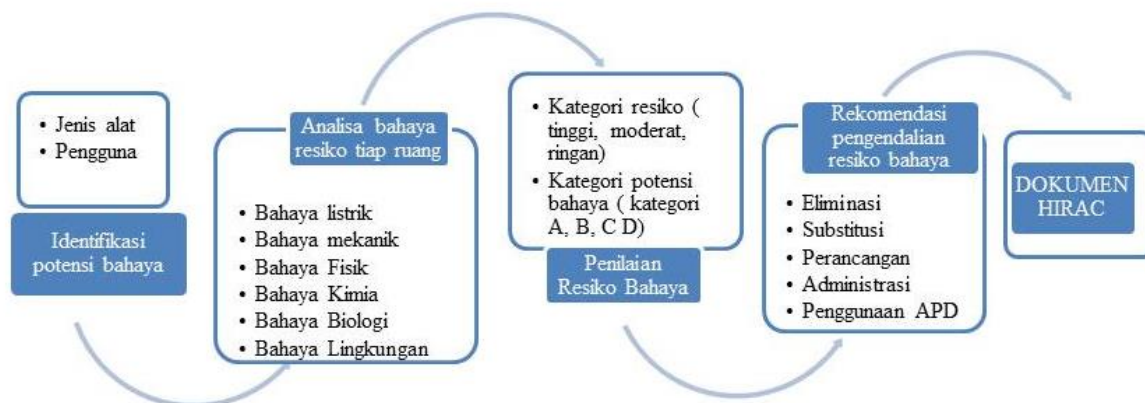 • Jenis alat
• Pengguna
Identifikasi
potensi bahaya
Analisa bahaya
resiko tiap ruang
• Bahaya listrik
• Bahaya mekanik
• Bahaya Fisik
• Bahaya Kimia
• Bahaya Biologi
• Bahaya Lingkungan
• Kategori resiko (
tinggi, moderat,
ringan)
• Kategori potensi
bahaya ( kategori
A, B, C D)
Penilaian
Resiko Bahaya
Rekomendasi
pengendalian
resiko bahaya
• Eliminasi
• Substitusi
• Perancangan
• Administrasi
• Penggunaan APD
DOKUMEN
HIRAC